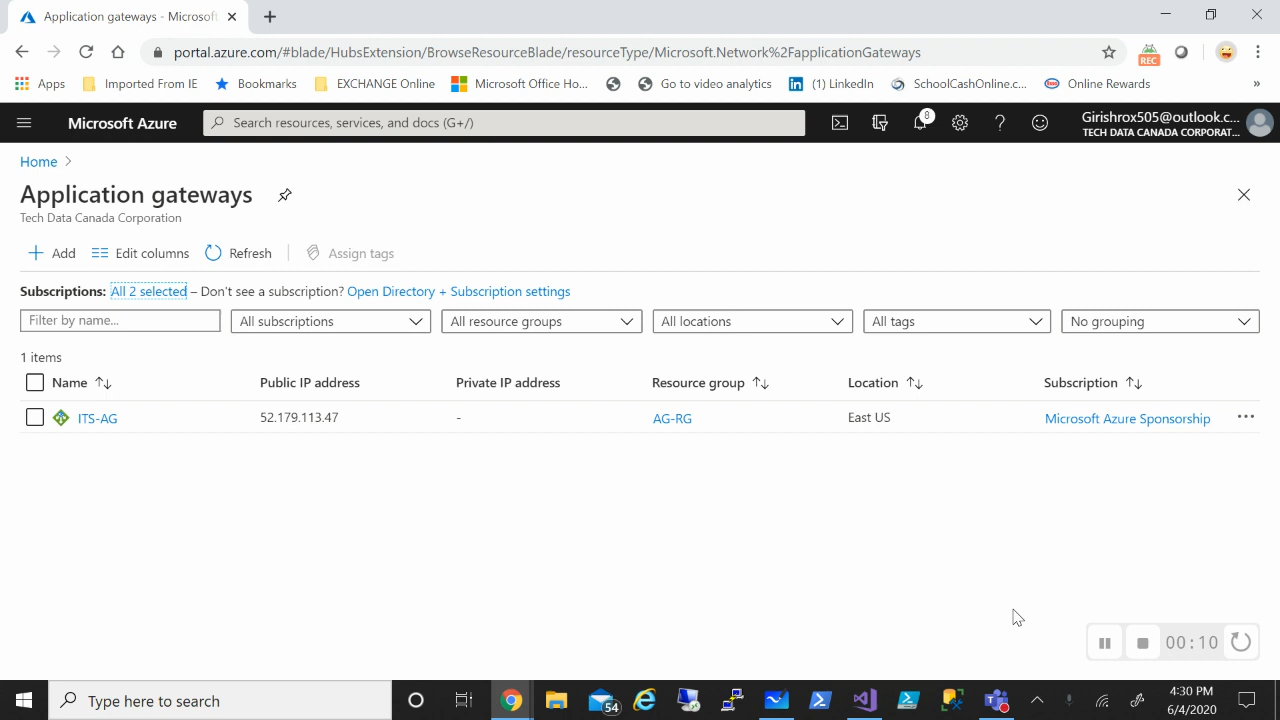 Application gateways - Microsoft
portal.azure.com/#blade/HubsExtension/BrowseResourceBlade/resourceType/Microsoft.Network%2FapplicationGateways
REC
Apps Imported From IE Bookmarks EXCHANGE Online Microsoft Office Ho... Go to video analytics (1) LinkedIn SchoolCashOnline.c... Online Rewards »
Microsoft Azure Search resources, services, and docs (G+/) 8 Girishrox505@outlook.c...
TECH DATA CANADA CORPORAT...
Home >
Application gateways
Tech Data Canada Corporation
Add Edit columns Refresh Assign tags
Subscriptions: All 2 selected – Don't see a subscription? Open Directory + Subscription settings
Filter by name... All subscriptions All resource groups All locations All tags No grouping
1 items
Name Public IP address Private IP address Resource group Location Subscription
ITS-AG 52.179.113.47 - AG-RG East US Microsoft Azure Sponsorship ...
00:10
Type here to search 54 4:30 PM
6/4/2020